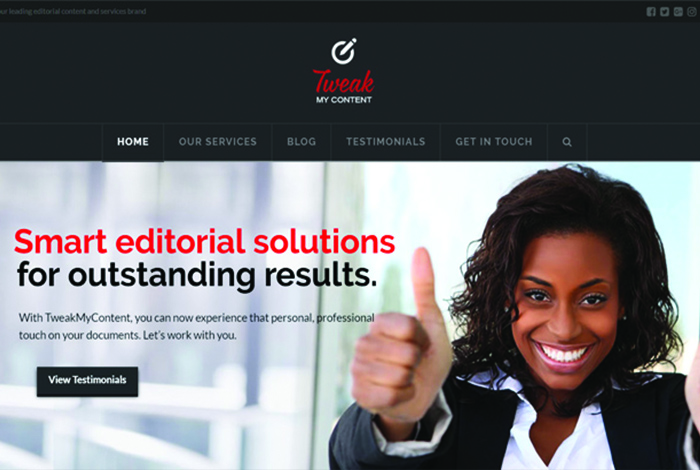 ur leading editorial content and services brand
Tweak
MY CONTENT
HOME OUR SERVICES BLOG TESTIMONIALS GET IN TOUCH
Smart editorial solutions
for outstanding results.
With TweakMyContent, you can now experience that personal, professional
touch on your documents. Let's work with you.
View Testimonials